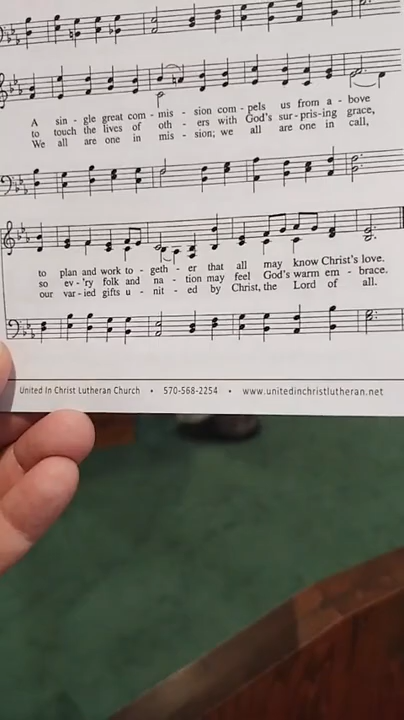 A sin - gle great com - mis - sion com - pels us from a - bove
to touch the lives of oth - ers with God's sur - pris - ing grace,
We all are one in mis - sion; we all are one in call,
to plan and work to - geth - er that all may know Christ's love.
so ev - 'ry folk and na - tion may feel God's warm em - brace.
our var - ied gifts u - nit - ed by Christ, the Lord of all.
United In Christ Lutheran Church • 570-568-2254 • www.unitedinchristlutheran.net